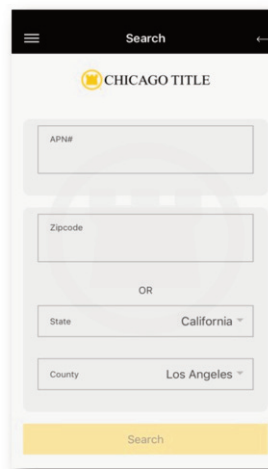 Search
CHICAGO TITLE
APN#
Zipcode
OR
State California
County Los Angeles
Search